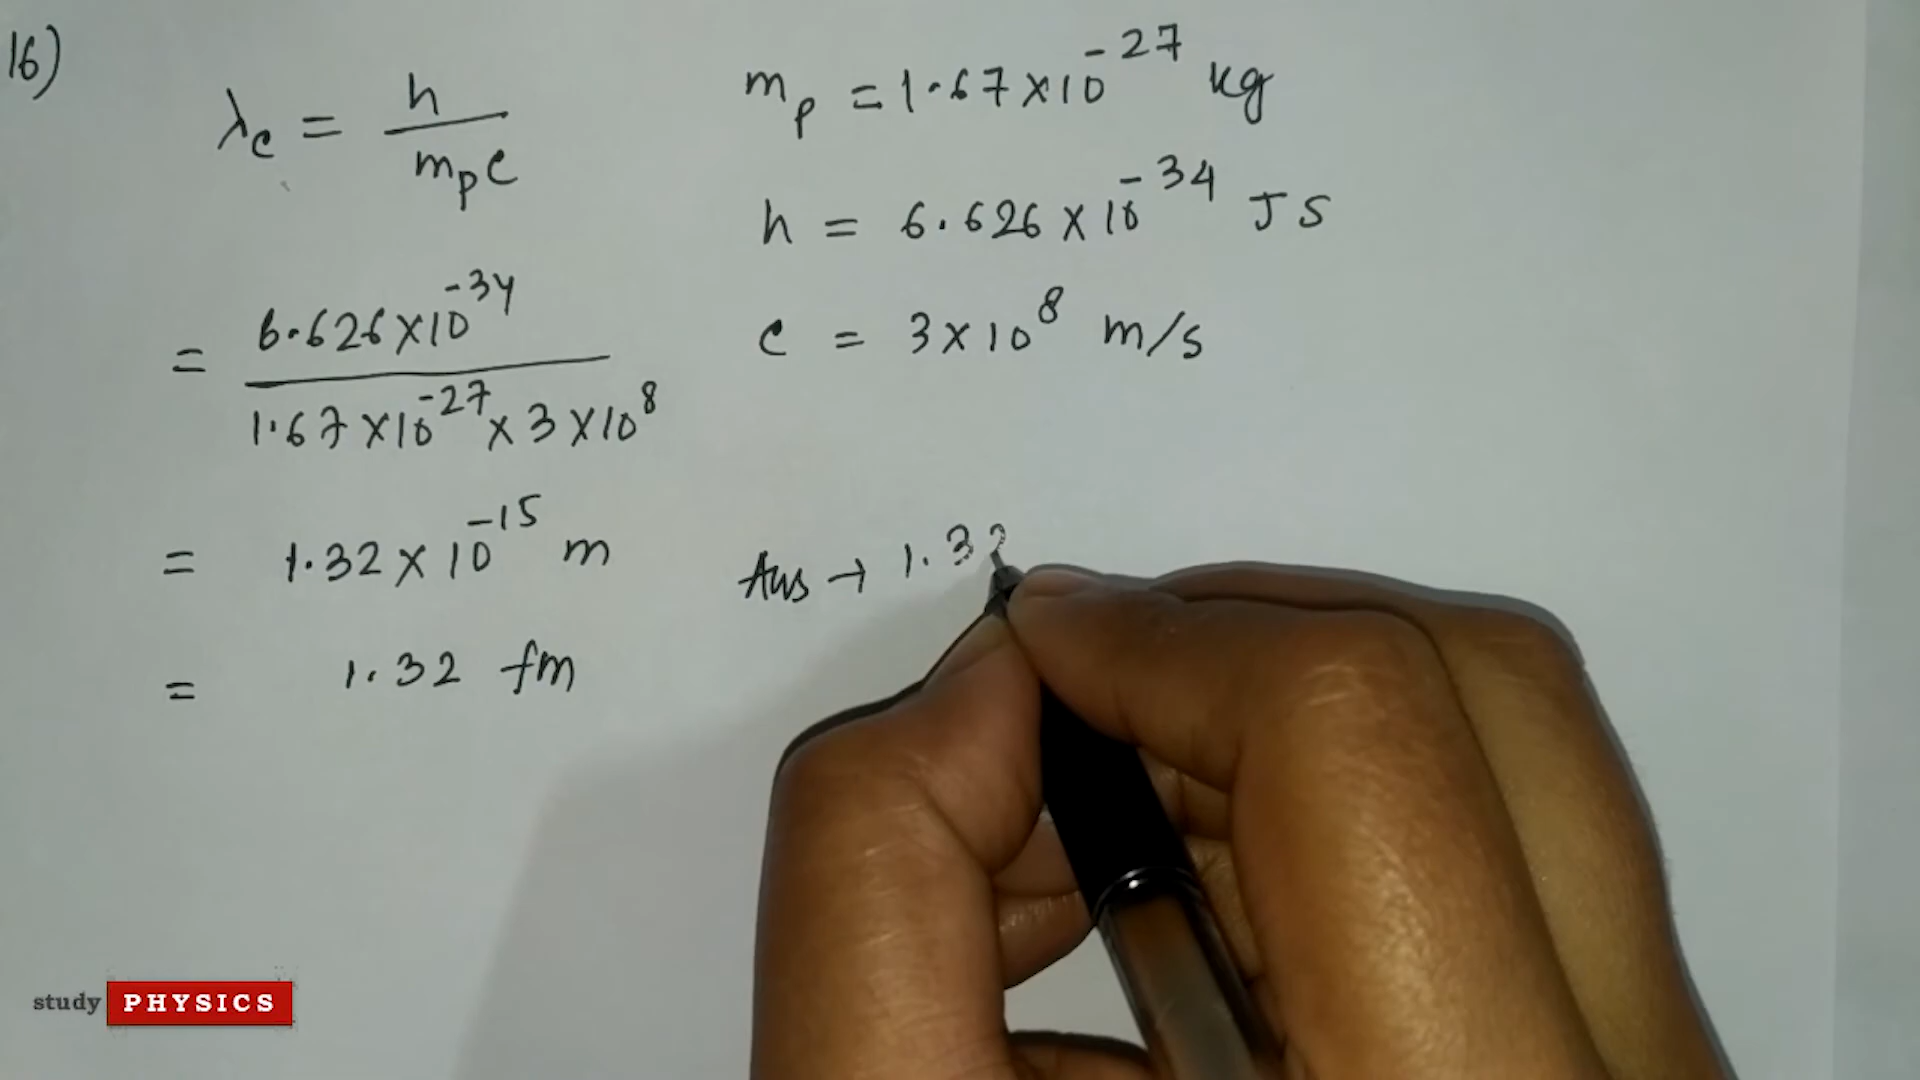 16)
λc = h / mpc
= 6.626×10^-34 / 1.67×10^-27 × 3×10^8
= 1.32×10^-15 m
= 1.32 fm
mp = 1.67×10^-27 kg
h = 6.626×10^-34 JS
c = 3×10^8 m/s
Ans → 1.32
study PHYSICS